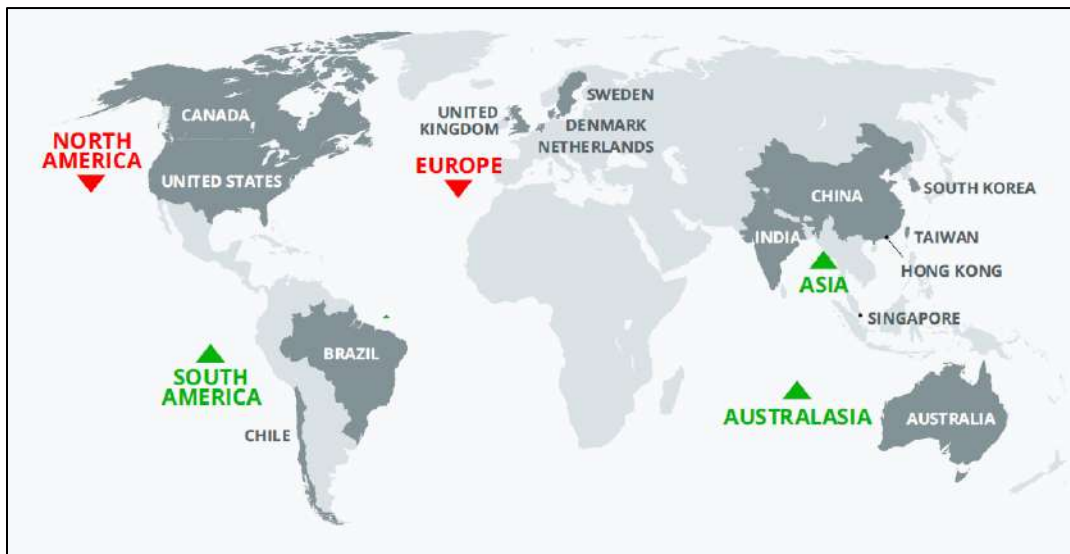 CANADA
NORTH
AMERICA
UNITED STATES
UNITED
KINGDOM
SWEDEN
DENMARK
NETHERLANDS
EUROPE
CHINA
SOUTH KOREA
INDIA
TAIWAN
HONG KONG
ASIA
SINGAPORE
BRAZIL
SOUTH
AMERICA
CHILE
AUSTRALASIA
AUSTRALIA